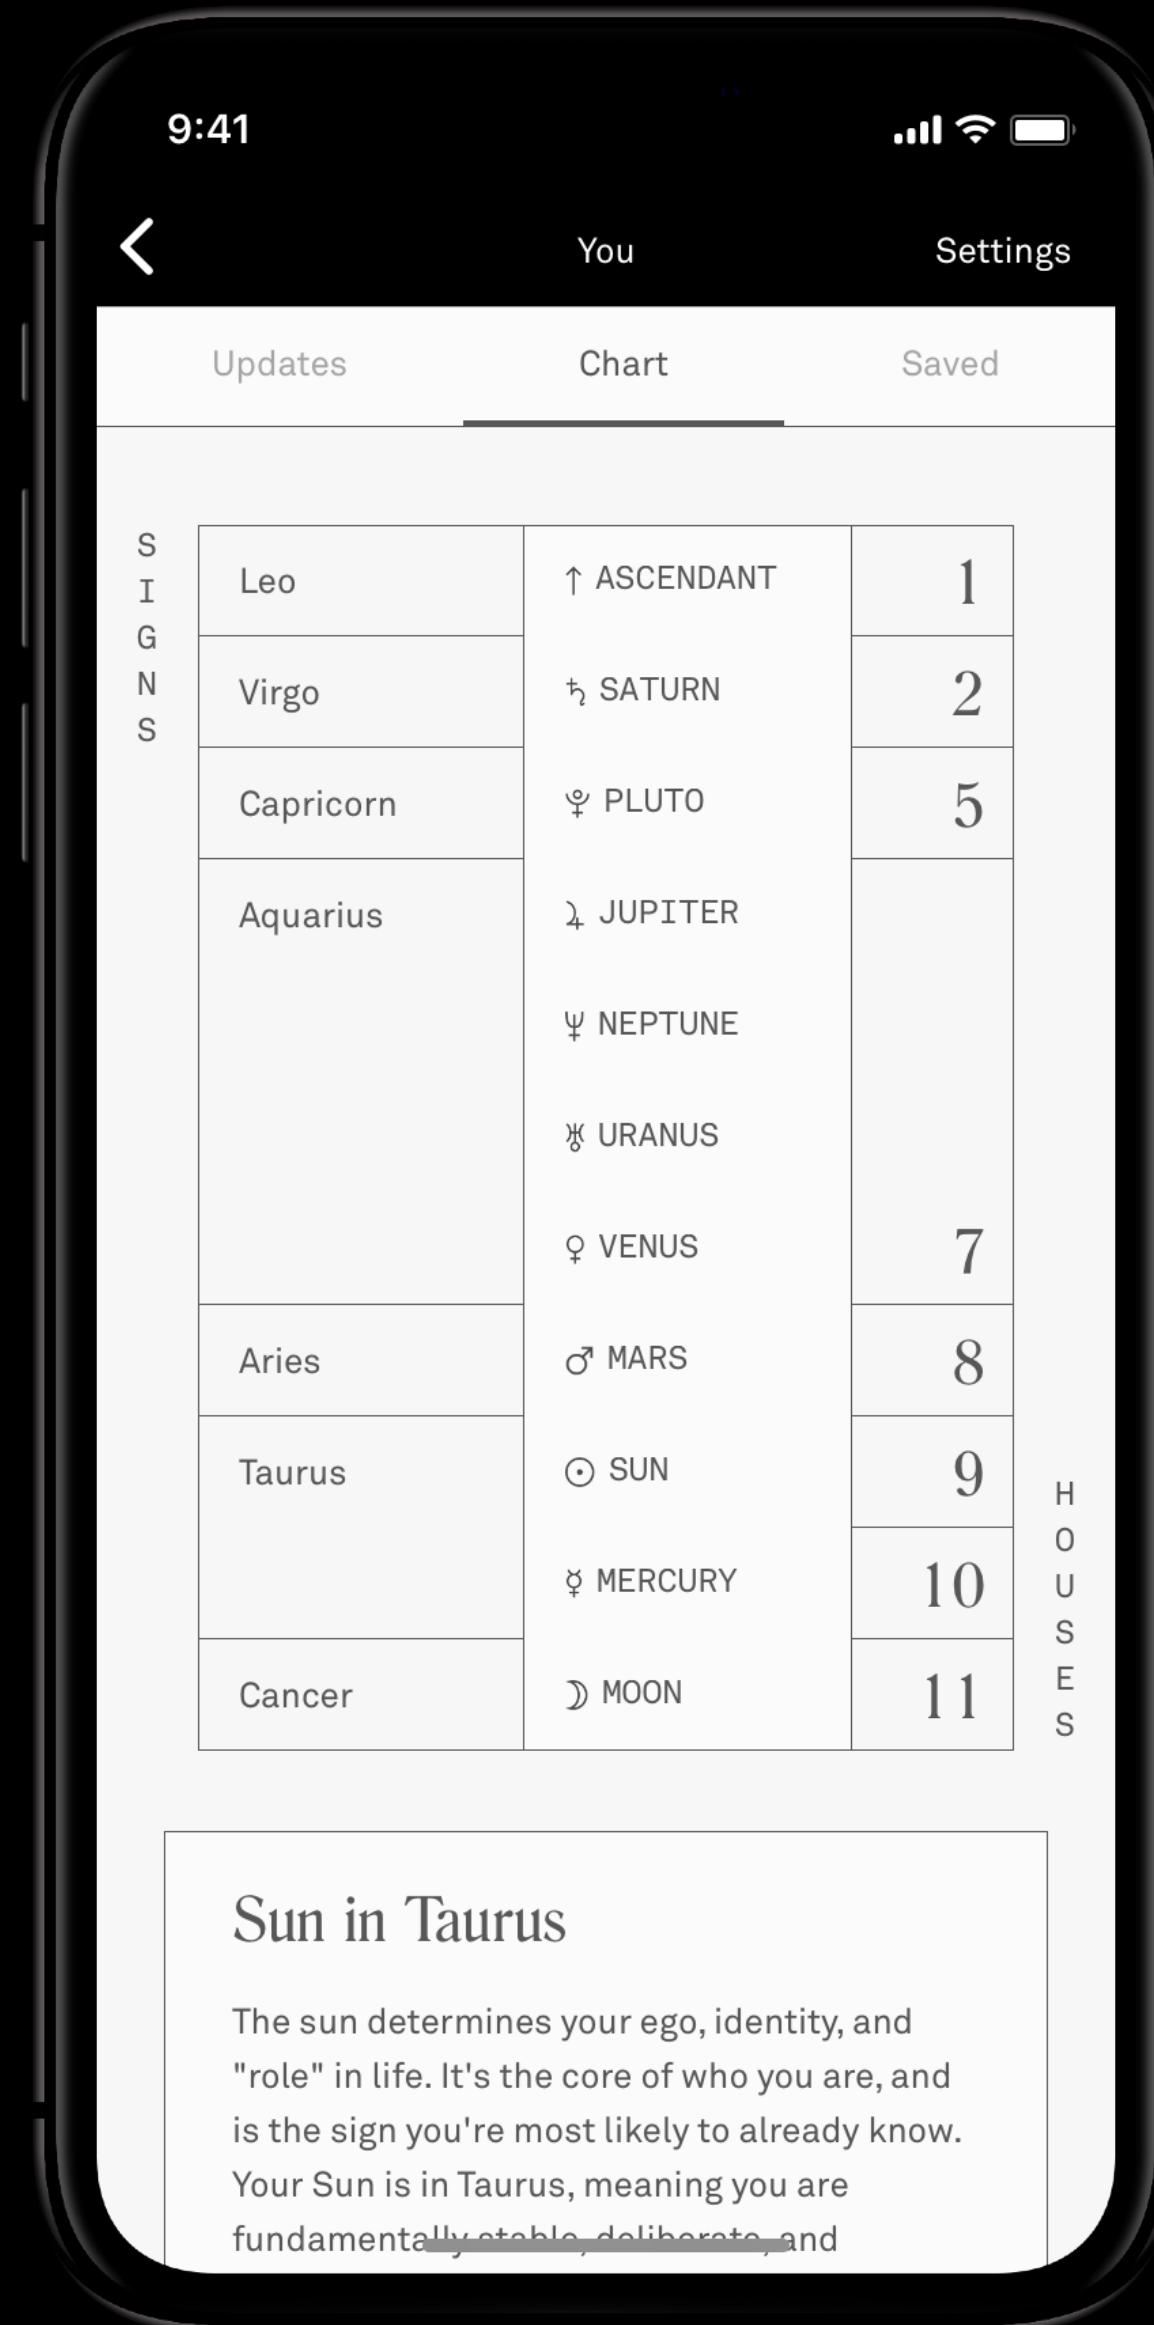 9:41
You
Settings
Updates
Chart
Saved
SIGNS
Leo ↑ ASCENDANT 1
Virgo ♄ SATURN 2
Capricorn ♇ PLUTO 5
Aquarius ♃ JUPITER
♆ NEPTUNE
♅ URANUS
♀ VENUS 7
Aries ♂ MARS 8
Taurus ☉ SUN 9
☿ MERCURY 10
Cancer ☽ MOON 11
HOUSES
Sun in Taurus
The sun determines your ego, identity, and
"role" in life. It's the core of who you are, and
is the sign you're most likely to already know.
Your Sun is in Taurus, meaning you are
fundamentally stable, deliberate, and